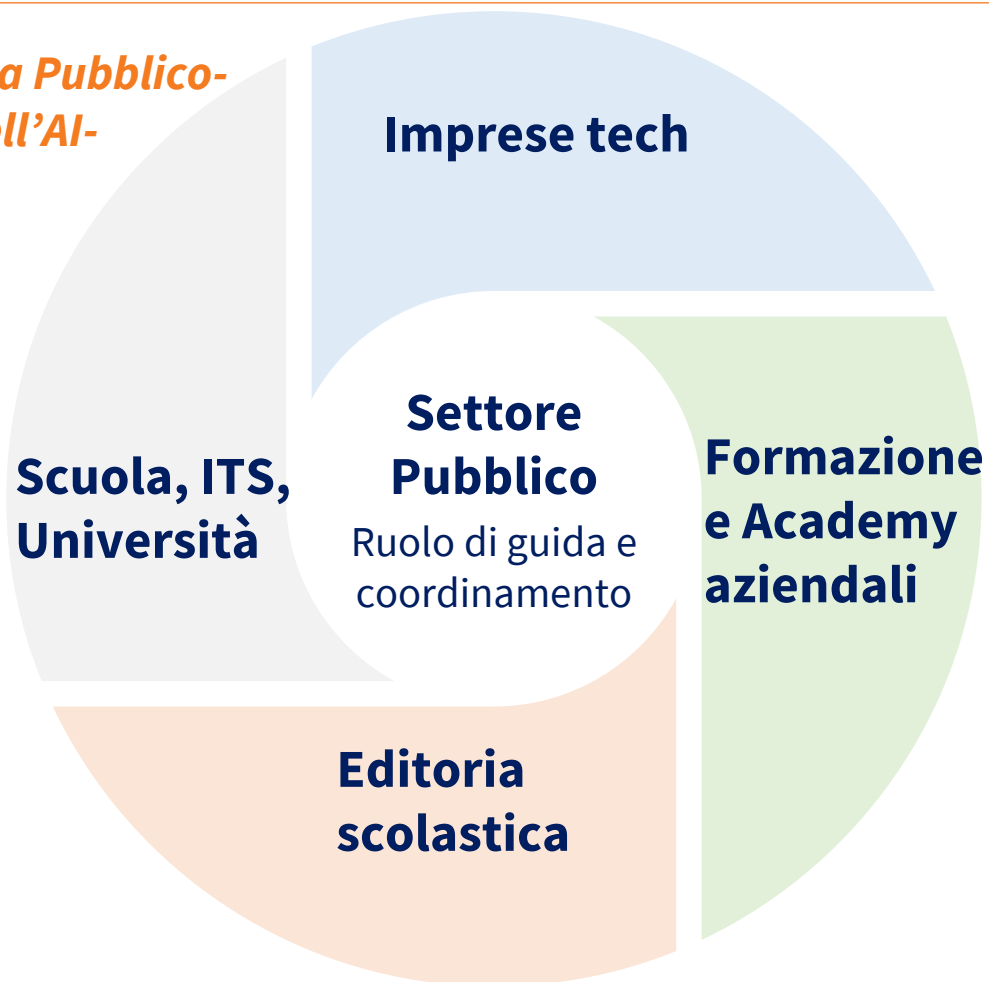 a Pubblico-
ll’AI-
Imprese tech
Settore
Pubblico
Ruolo di guida e
coordinamento
Formazione
e Academy
aziendali
Scuola, ITS,
Università
Editoria
scolastica